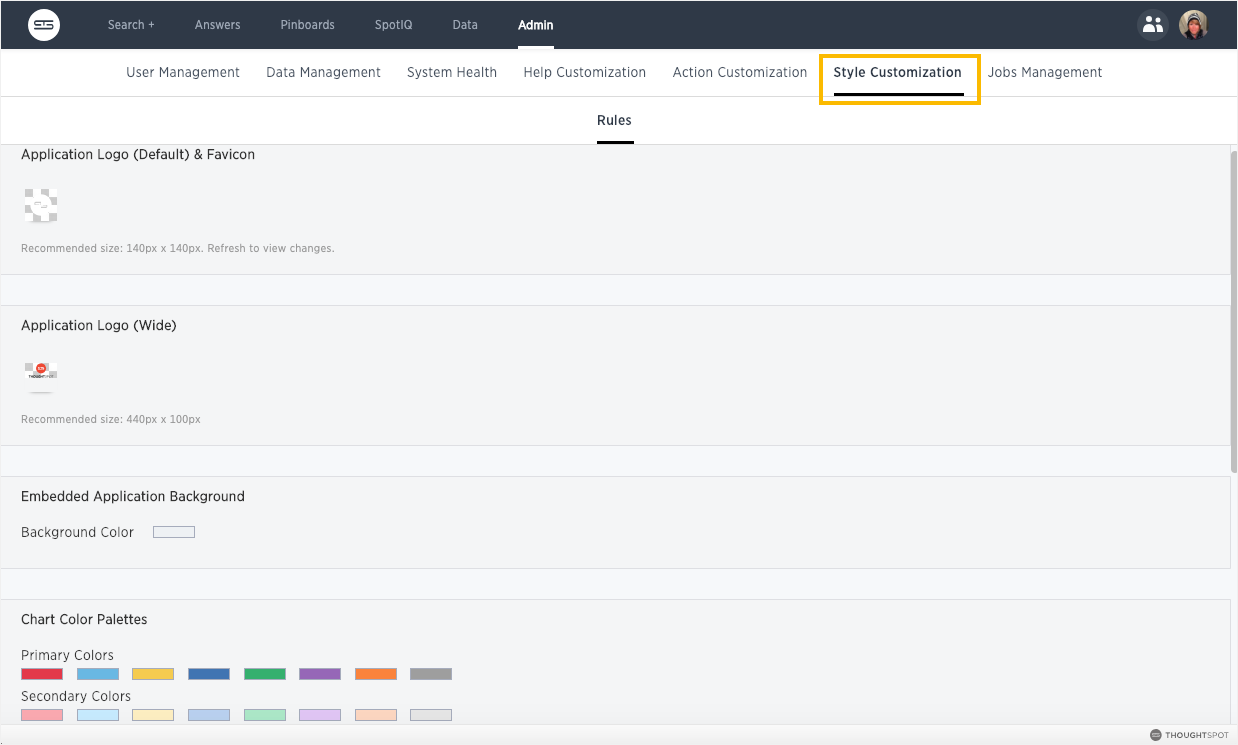 Search + Answers Pinboards SpotIQ Data Admin
User Management Data Management System Health Help Customization Action Customization Style Customization Jobs Management
Rules
Application Logo (Default) & Favicon
Recommended size: 140px x 140px. Refresh to view changes.
Application Logo (Wide)
Recommended size: 440px x 100px
Embedded Application Background
Background Color
Chart Color Palettes
Primary Colors
Secondary Colors
THOUGHTSPOT